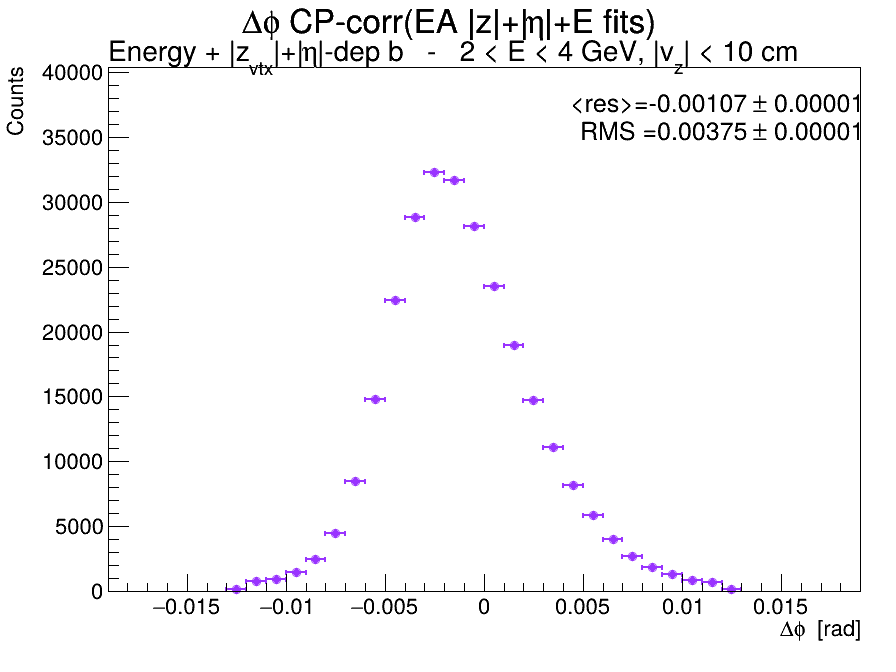 Δϕ CP-corr(EA |z|+|η|+E fits)
Energy + |z_vtx|+|η|-dep b - 2 < E < 4 GeV, |v_z| < 10 cm
<res>=-0.00107 ± 0.00001
RMS =0.00375 ± 0.00001
Counts
40000
35000
30000
25000
20000
15000
10000
5000
0
−0.015 −0.01 −0.005 0 0.005 0.01 0.015
Δϕ [rad]